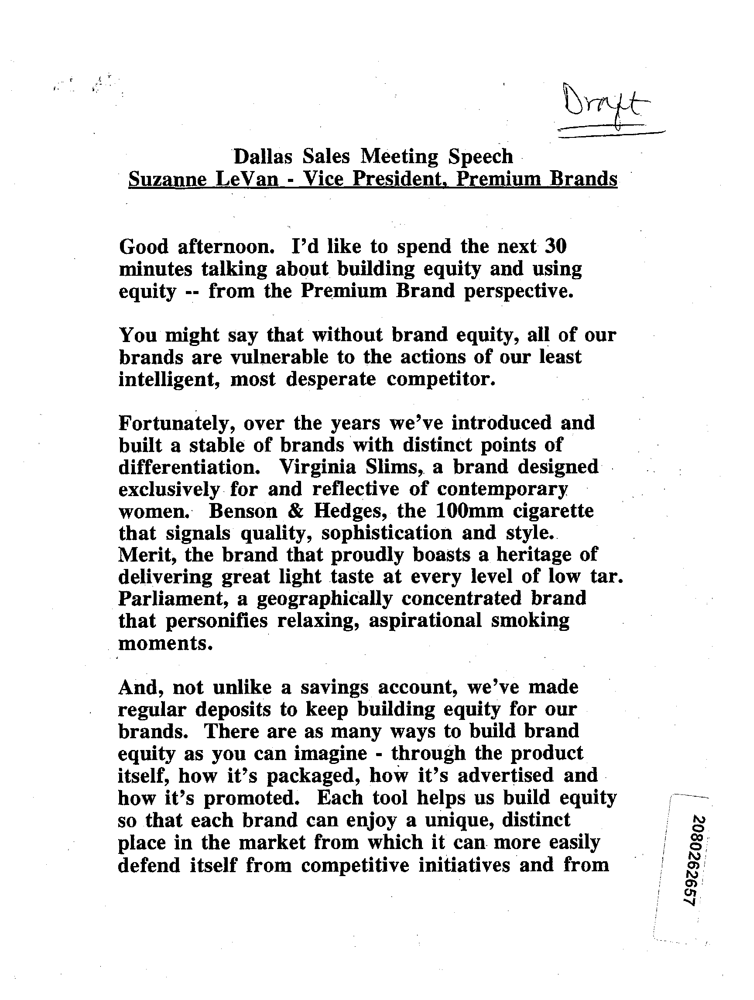 Draft
Dallas Sales Meeting Speech
Suzanne LeVan - Vice President, Premium Brands
Good afternoon. I'd like to spend the next 30
minutes talking about building equity and using
equity -- from the Premium Brand perspective.
You might say that without brand equity, all of our
brands are vulnerable to the actions of our least
intelligent, most desperate competitor.
Fortunately, over the years we've introduced and
built a stable of brands with distinct points of
differentiation. Virginia Slims, a brand designed
exclusively for and reflective of contemporary
women. Benson & Hedges, the 100mm cigarette
that signals quality, sophistication and style.
Merit, the brand that proudly boasts a heritage of
delivering great light taste at every level of low tar.
Parliament, a geographically concentrated brand
that personifies relaxing, aspirational smoking
moments.
And, not unlike a savings account, we've made
regular deposits to keep building equity for our
brands. There are as many ways to build brand
equity as you can imagine - through the product
itself, how it's packaged, how it's advertised and
how it's promoted. Each tool helps us build equity
so that each brand can enjoy a unique, distinct
place in the market from which it can more easily
defend itself from competitive initiatives and from
2080262657